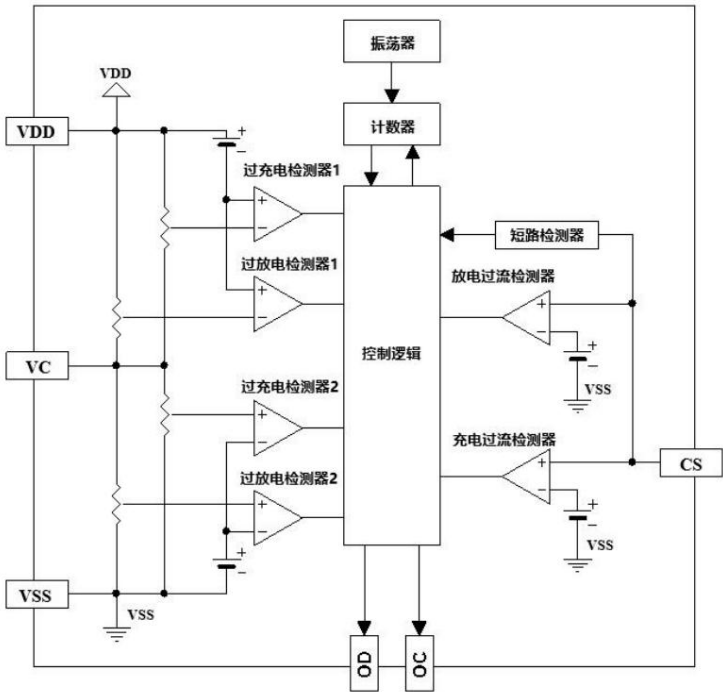 振荡器
VDD
VDD
计数器
+
−
过充电检测器1
+
−
短路检测器
过放电检测器1
放电过流检测器
+
−
+
−
+
−
控制逻辑
VC
VSS
过充电检测器2
+
−
充电过流检测器
+
−
CS
过放电检测器2
+
−
+
−
+
−
VSS
VSS
VSS
OD
OC